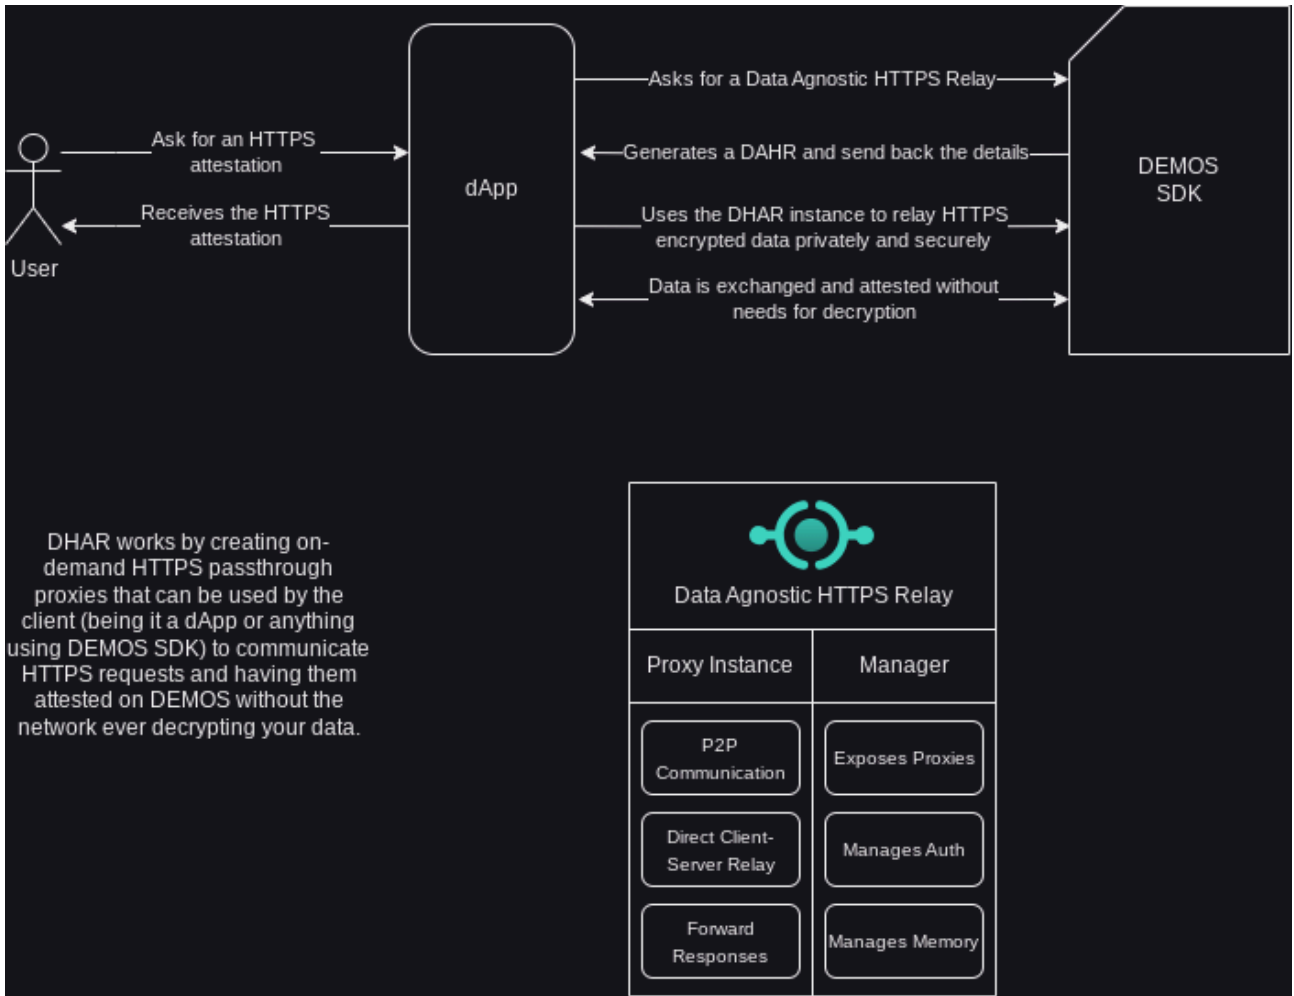 Ask for an HTTPS
attestation
Receives the HTTPS
attestation
User
dApp
Asks for a Data Agnostic HTTPS Relay
Generates a DAHR and send back the details
Uses the DHAR instance to relay HTTPS
encrypted data privately and securely
Data is exchanged and attested without
needs for decryption
DEMOS
SDK
DHAR works by creating on-
demand HTTPS passthrough
proxies that can be used by the
client (being it a dApp or anything
using DEMOS SDK) to communicate
HTTPS requests and having them
attested on DEMOS without the
network ever decrypting your data.
Data Agnostic HTTPS Relay
Proxy Instance
Manager
P2P
Communication
Exposes Proxies
Direct Client-
Server Relay
Manages Auth
Forward
Responses
Manages Memory